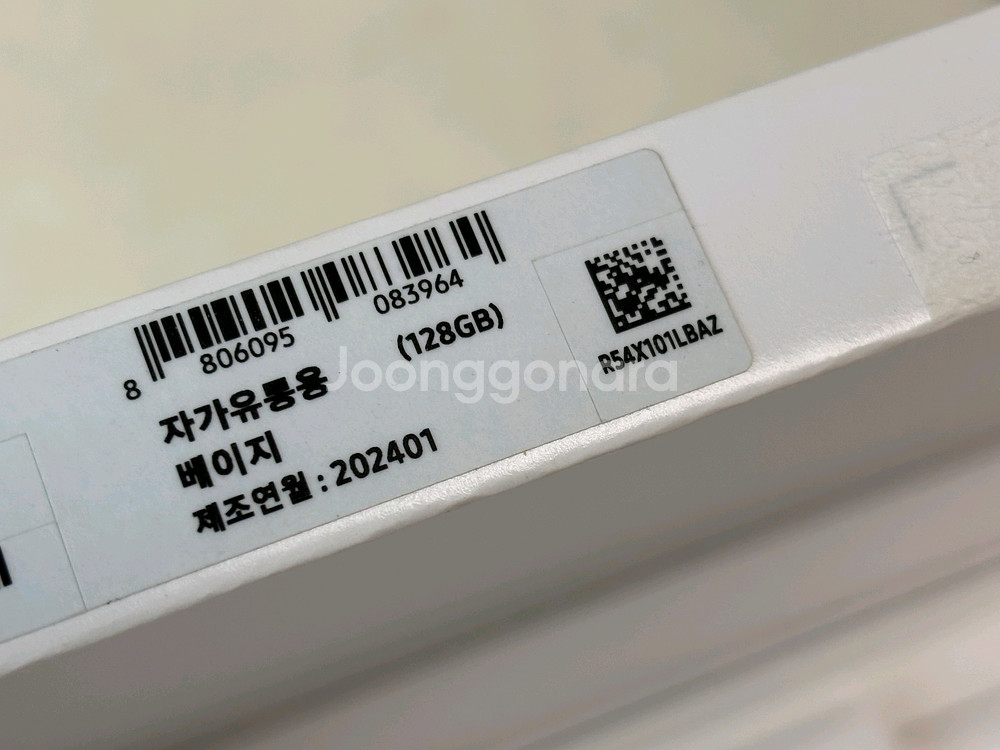 8 806095 083964
(128GB)
자가유통용
베이지
제조연월 : 202401
R54X101LBAZ
Joonggonara